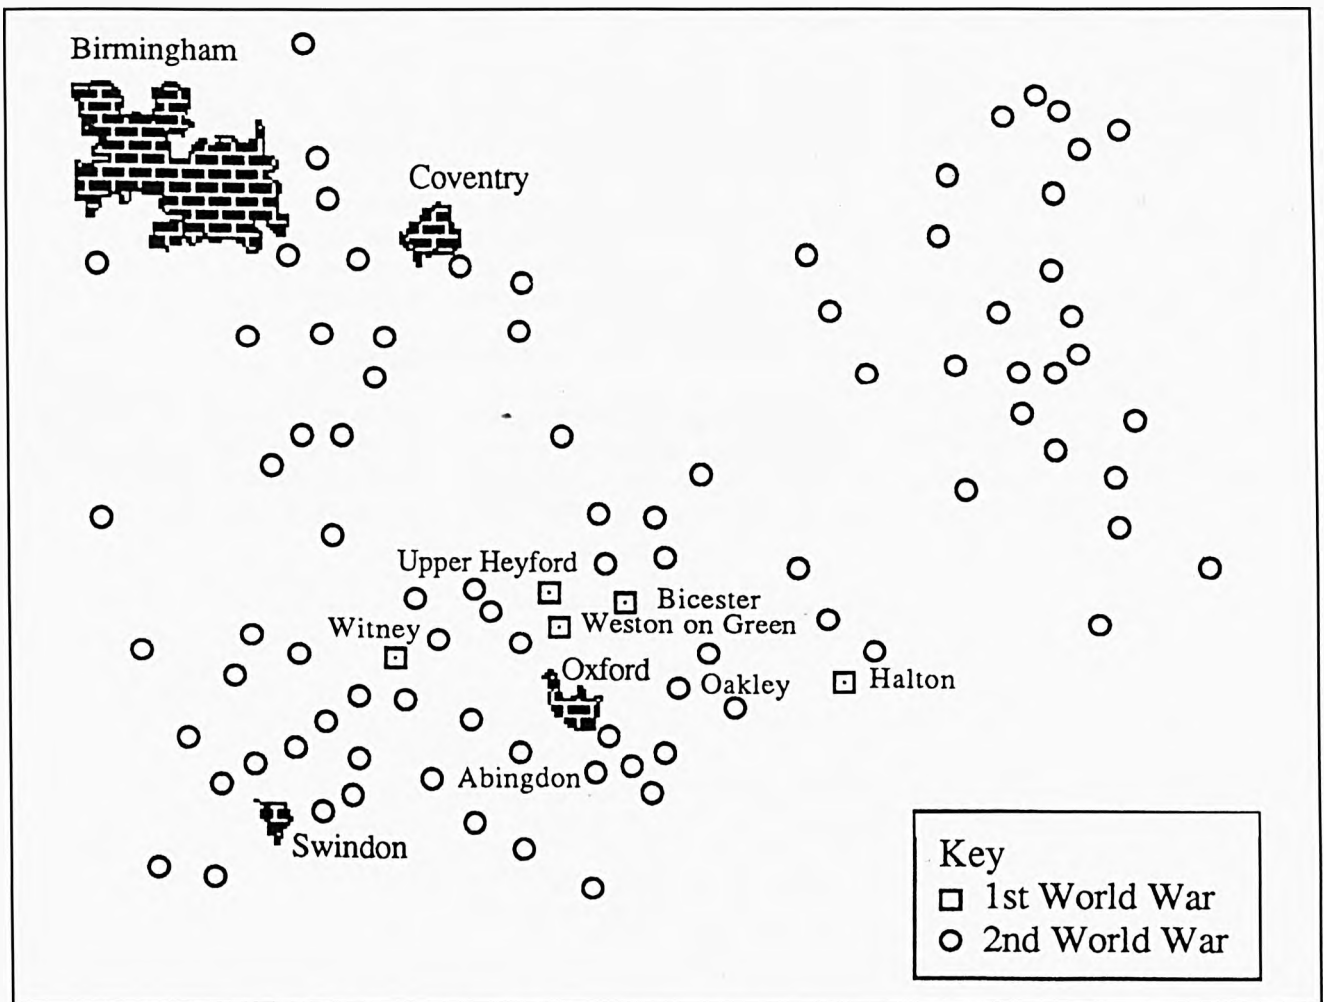 Birmingham
Coventry
Upper Heyford
Bicester
Weston on Green
Witney
Oxford
Oakley
Halton
Abingdon
Swindon
Key
1st World War
2nd World War